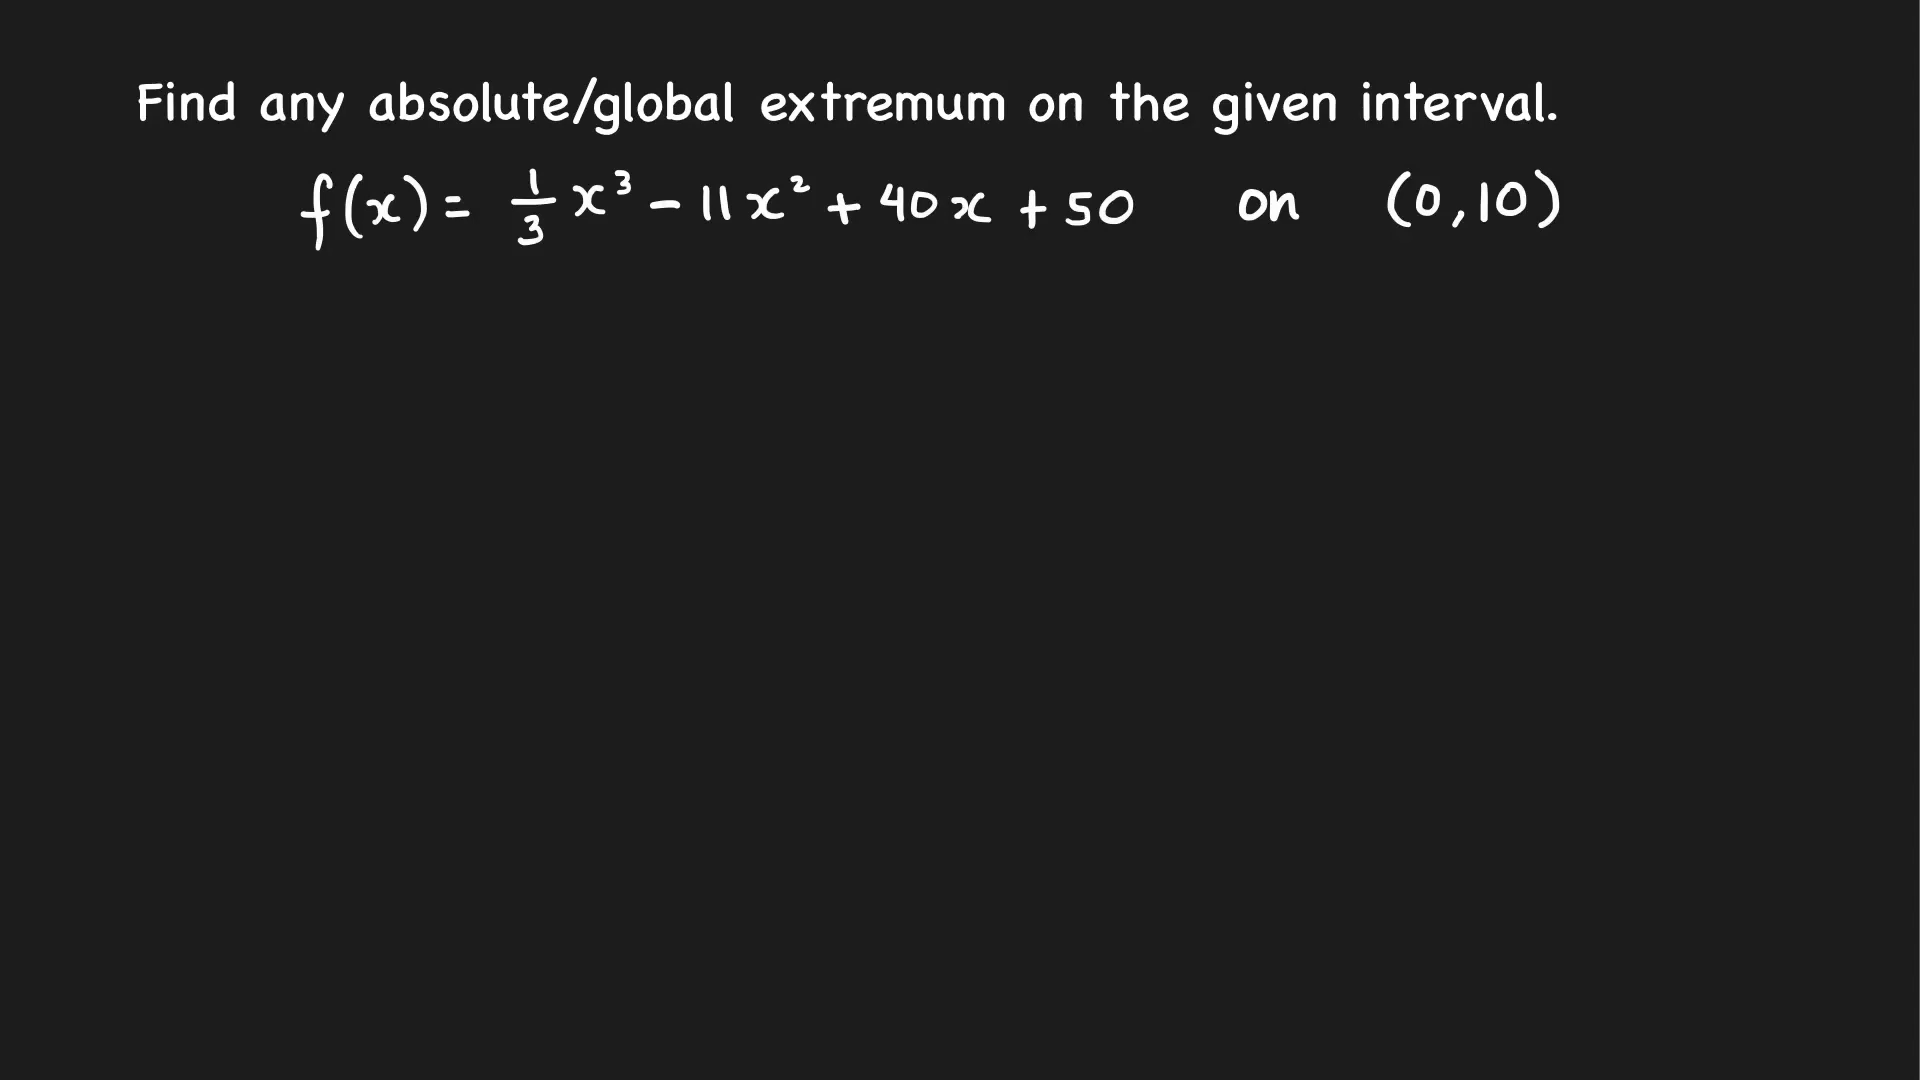 Find any absolute/global extremum on the given interval.
f(x) = 1/3 x³ - 11x² + 40x + 50 on (0,10)